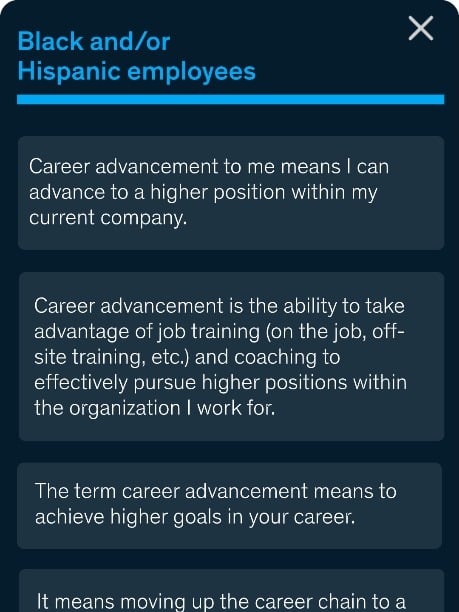 Black and/or
Hispanic employees
Career advancement to me means I can
advance to a higher position within my
current company.
Career advancement is the ability to take
advantage of job training (on the job, off-
site training, etc.) and coaching to
effectively pursue higher positions within
the organization I work for.
The term career advancement means to
achieve higher goals in your career.
It means moving up the career chain to a